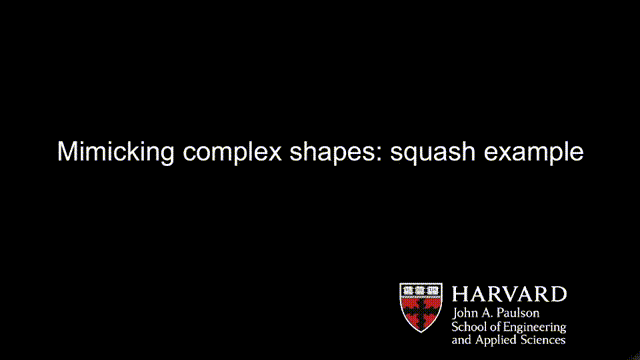 Mimicking complex shapes: squash example
HARVARD
John A. Paulson
School of Engineering
and Applied Sciences